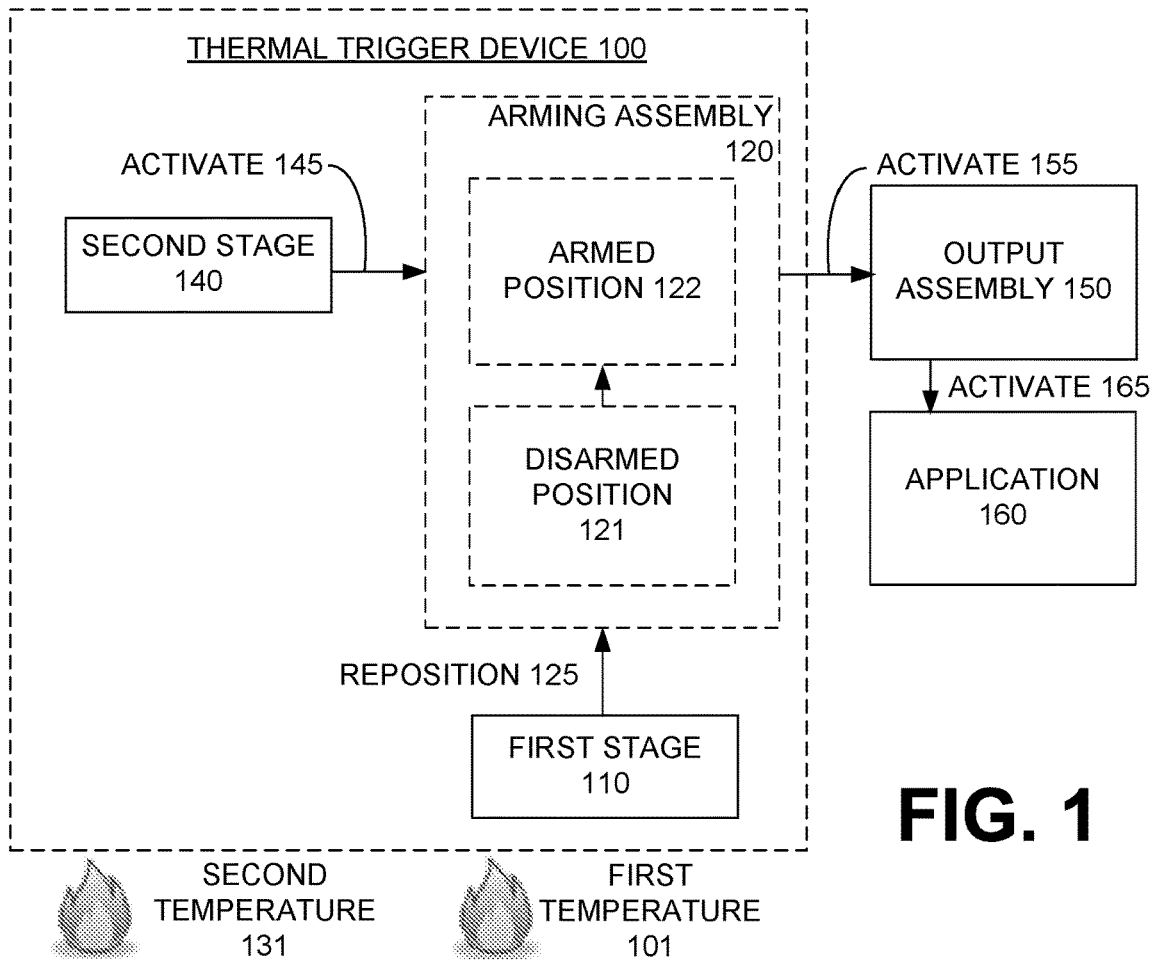 THERMAL TRIGGER DEVICE 100
ARMING ASSEMBLY
120
ACTIVATE 145
ACTIVATE 155
SECOND STAGE
140
ARMED
POSITION 122
OUTPUT
ASSEMBLY 150
ACTIVATE 165
DISARMED
POSITION
121
APPLICATION
160
REPOSITION 125
FIRST STAGE
110
FIG. 1
SECOND
TEMPERATURE
131
FIRST
TEMPERATURE
101